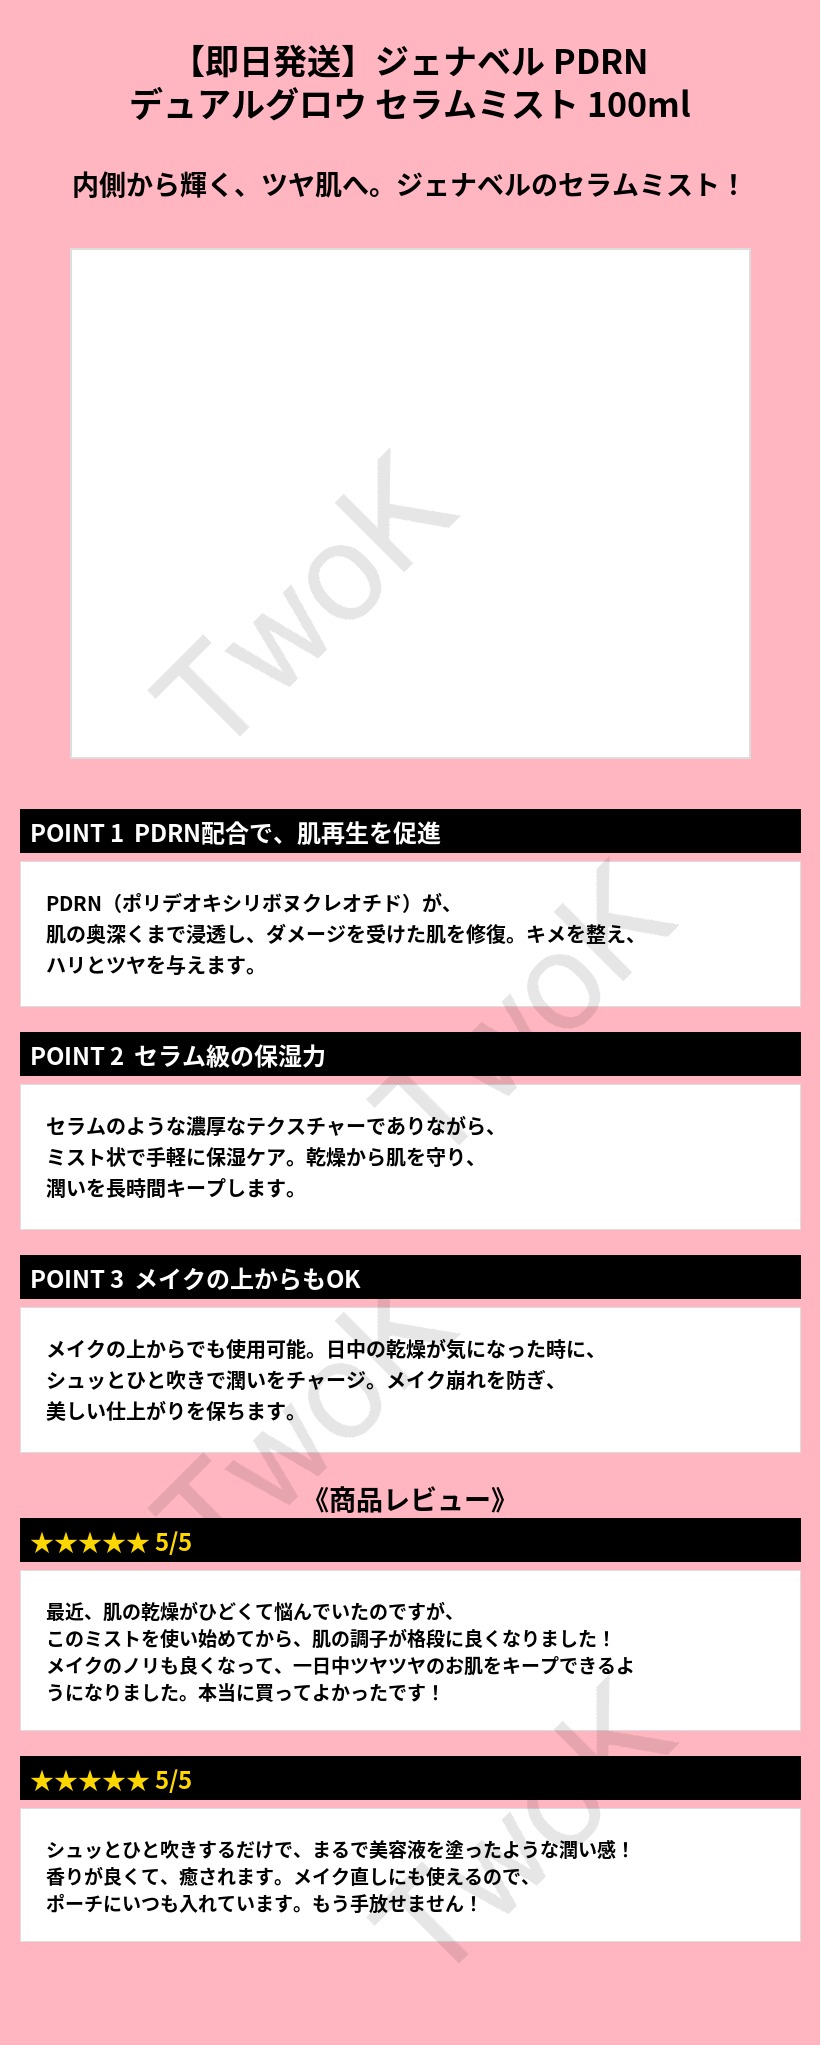 【即日発送】ジェナベル PDRN
デュアルグロウ セラムミスト 100ml
内側から輝く、ツヤ肌へ。ジェナベルのセラムミスト！
TwoK
POINT 1 PDRN配合で、肌再生を促進
PDRN（ポリデオキシリボヌクレオチド）が、
肌の奥深くまで浸透し、ダメージを受けた肌を修復。キメを整え、
ハリとツヤを与えます。
TwoK
POINT 2 セラム級の保湿力
セラムのような濃厚なテクスチャーでありながら、
ミスト状で手軽に保湿ケア。乾燥から肌を守り、
潤いを長時間キープします。
POINT 3 メイクの上からもOK
メイクの上からでも使用可能。日中の乾燥が気になった時に、
シュッとひと吹きで潤いをチャージ。メイク崩れを防ぎ、
美しい仕上がりを保ちます。
TwoK
《商品レビュー》
★★★★★ 5/5
最近、肌の乾燥がひどくて悩んでいたのですが、
このミストを使い始めてから、肌の調子が格段に良くなりました！
メイクのノリも良くなって、一日中ツヤツヤのお肌をキープできるよ
うになりました。本当に買ってよかったです！
★★★★★ 5/5
シュッとひと吹きするだけで、まるで美容液を塗ったような潤い感！
香りが良くて、癒されます。メイク直しにも使えるので、
ポーチにいつも入れています。もう手放せません！
TwoK